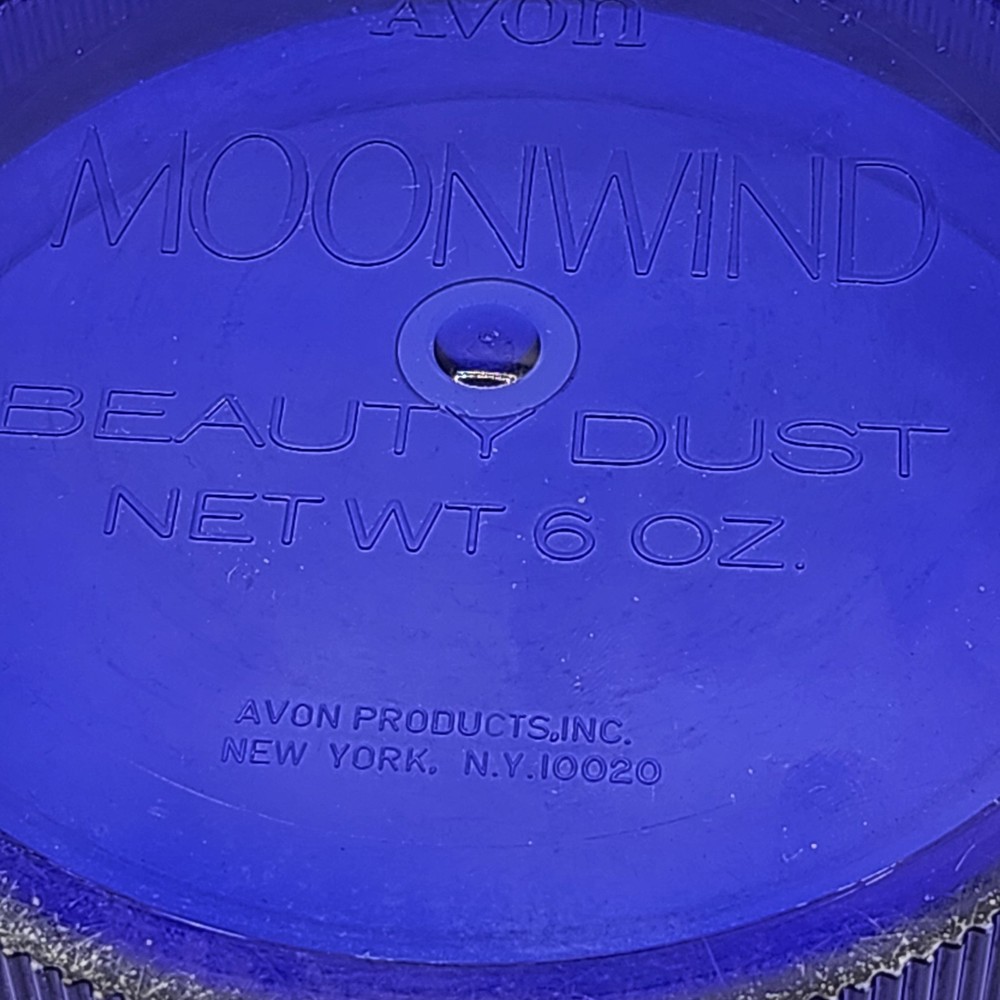 AVON
MOONWIND
BEAUTY DUST
NET WT 6 OZ.
AVON PRODUCTS,INC.
NEW YORK, N.Y.10020